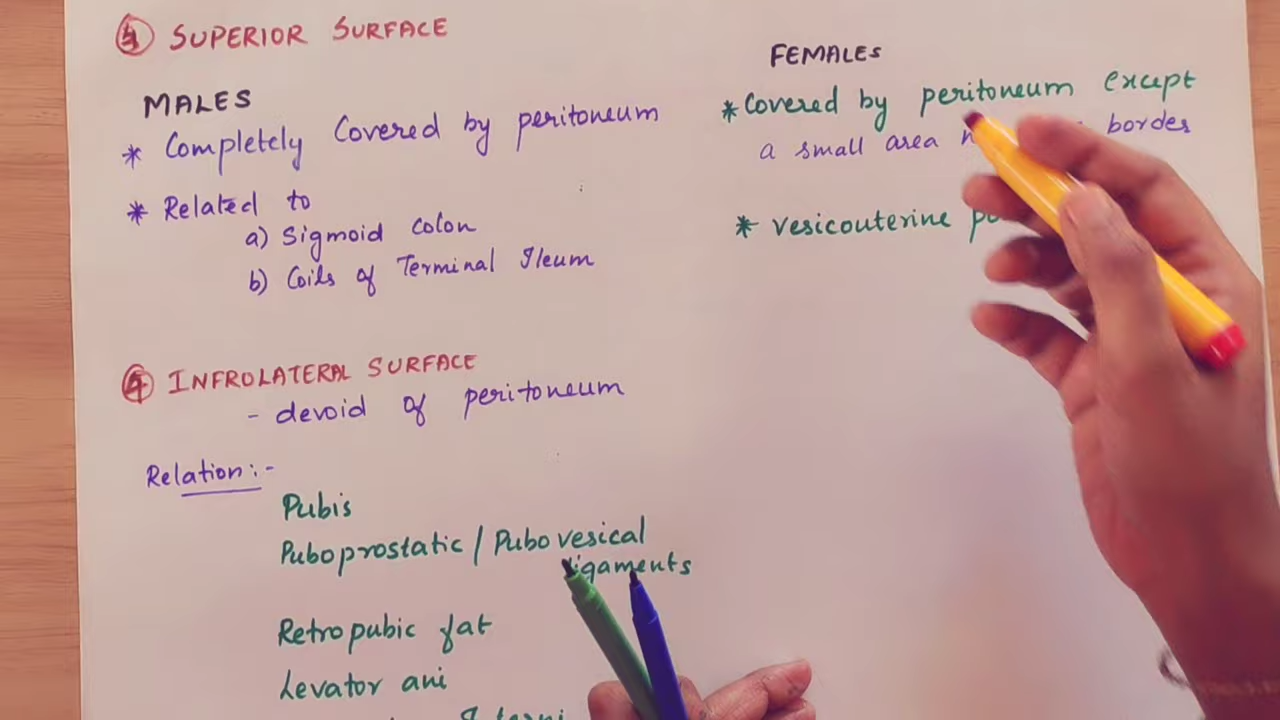 3 SUPERIOR SURFACE
MALES
* Completely Covered by peritoneum
* Related to
a) Sigmoid colon
b) Coils of Terminal Ileum
FEMALES
* Covered by peritoneum except
a small area border
* vesicouterine
4 INFROLATERAL SURFACE
- devoid of peritoneum
Relation:-
Pubis
Puboprostatic / Pubovesical
ligaments
Retropubic fat
Levator ani